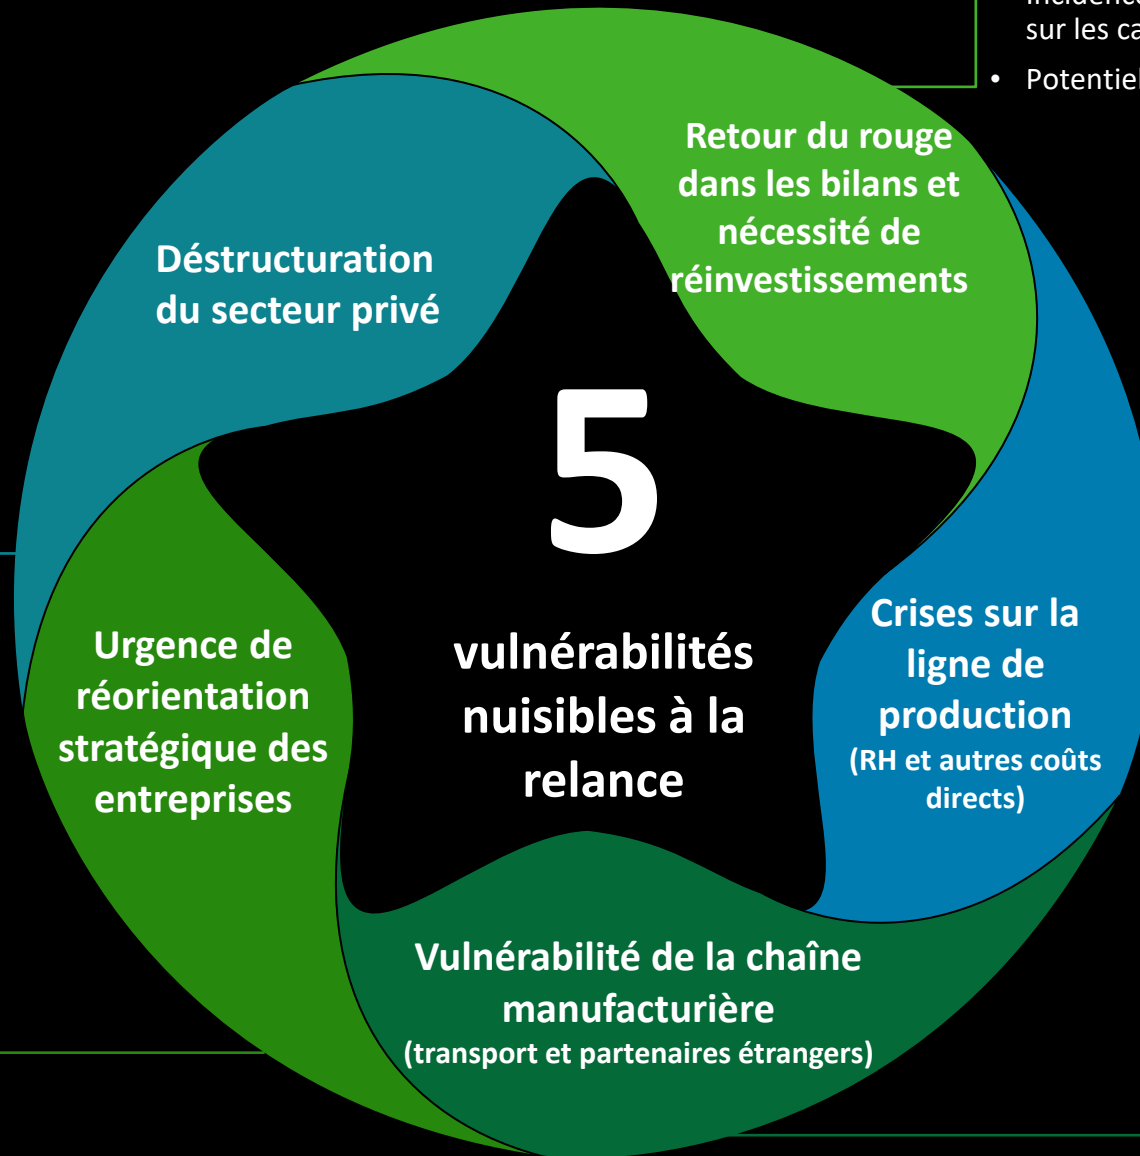 sur les
• Potentiel
Retour du rouge
dans les bilans et
nécessité de
réinvestissements
Déstructuration
du secteur privé
5
vulnérabilités
nuisibles à la
relance
Crises sur la
ligne de
production
(RH et autres coûts
directs)
Urgence de
réorientation
stratégique des
entreprises
Vulnérabilité de la chaîne
manufacturière
(transport et partenaires étrangers)